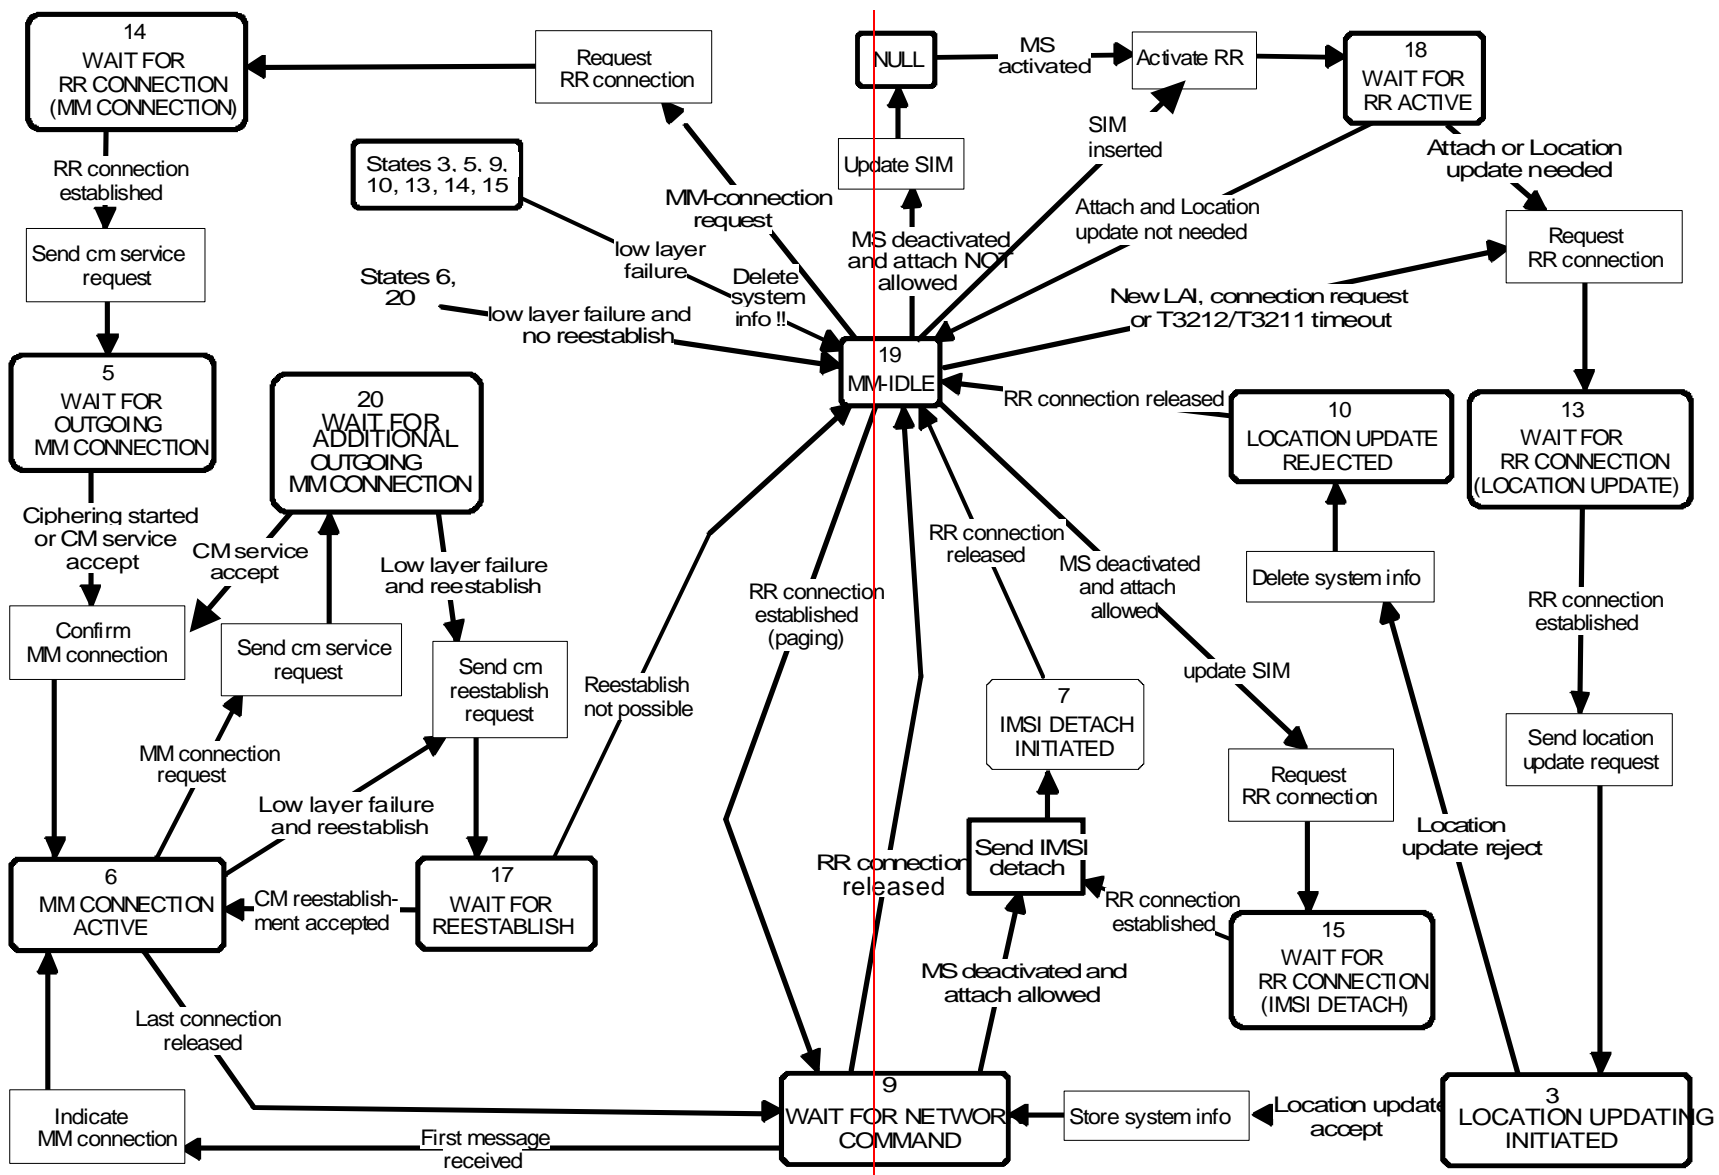 14
WAIT FOR
RR CONNECTION
(MM CONNECTION)
Request
RR CONNECTION
NULL
MS
activated
Activate RR
18
WAIT FOR
RR ACTIVE
RR connection
established
States 3, 5, 9,
10, 13, 14, 15
Update SIM
SIM
inserted
Attach or Location
update needed
MM-connection
request
Attach and Location
update not needed
Send cm service
request
low layer
failure
MS deactivated
and attach NOT
allowed
Request
RR connection
States 6,
20
Delete
system
info !!
low layer failure and
no reestablish
New LAI, connection request
or T3212/T3211 timeout
19
MM-IDLE
5
WAIT FOR
OUTGOING
MM CONNECTION
20
WAIT FOR
ADDITIONAL
OUTGOING
MM CONNECTION
RR connection released
10
LOCATION UPDATE
REJECTED
13
WAIT FOR
RR CONNECTION
(LOCATION UPDATE)
Ciphering started
or CM service
accept
CM service
accept
Low layer failure
and reestablish
RR connection
released
MS deactivated
and attach
allowed
Delete system info
RR connection
established
(paging)
RR connection
established
Confirm
MM connection
Send cm service
request
Send cm
reestablish
request
Reestablish
not possible
update SIM
7
IMSI DETACH
INITIATED
Send location
update request
MM connection
request
Request
RR connection
Low layer failure
and reestablish
Send IMSI
detach
Location
update reject
RR connection
released
6
MM CONNECTION
ACTIVE
CM reestablish-
ment accepted
17
WAIT FOR
REESTABLISH
RR connection
established
15
WAIT FOR
RR CONNECTION
(IMSI DETACH)
MS deactivated and
attach allowed
Last connection
released
Indicate
MM connection
First message
received
9
WAIT FOR NETWOR
COMMAND
Store system info
Location update
accept
3
LOCATION UPDATING
INITIATED